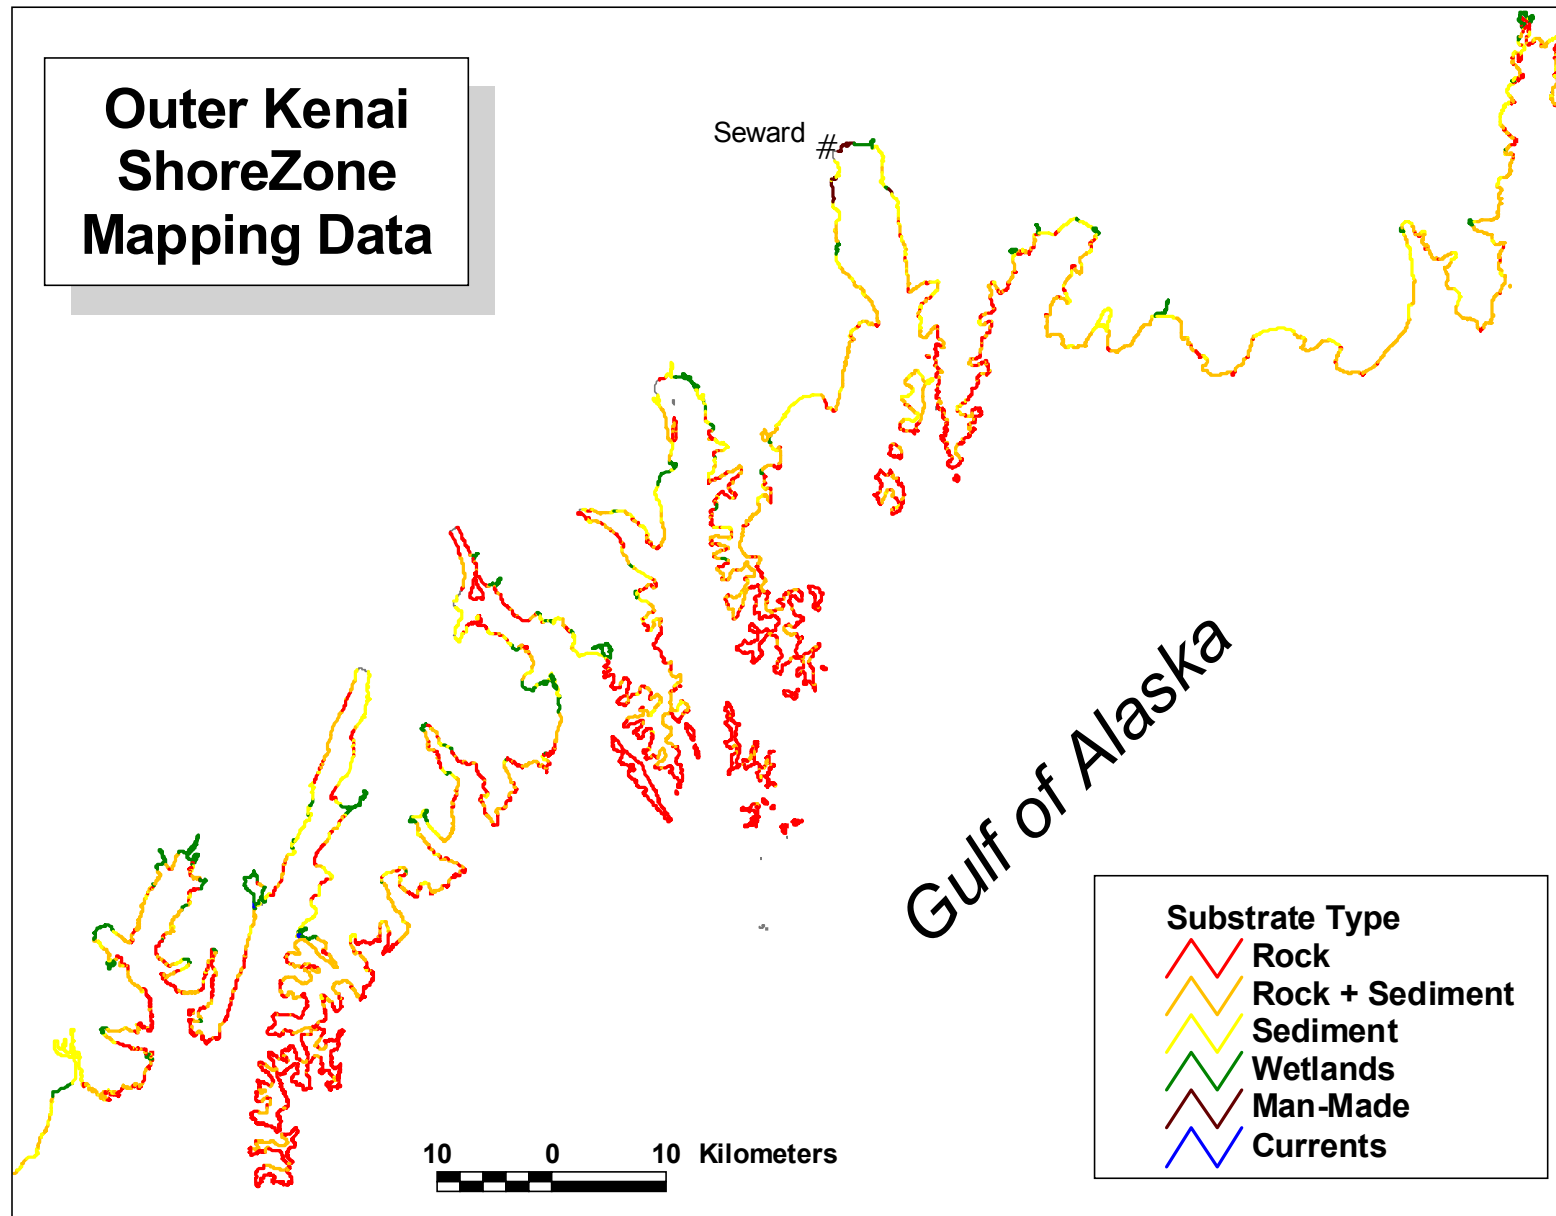 Outer Kenai
ShoreZone
Mapping Data
Seward #
Gulf of Alaska
Substrate Type
Rock
Rock + Sediment
Sediment
Wetlands
Man-Made
Currents
10 0 10 Kilometers